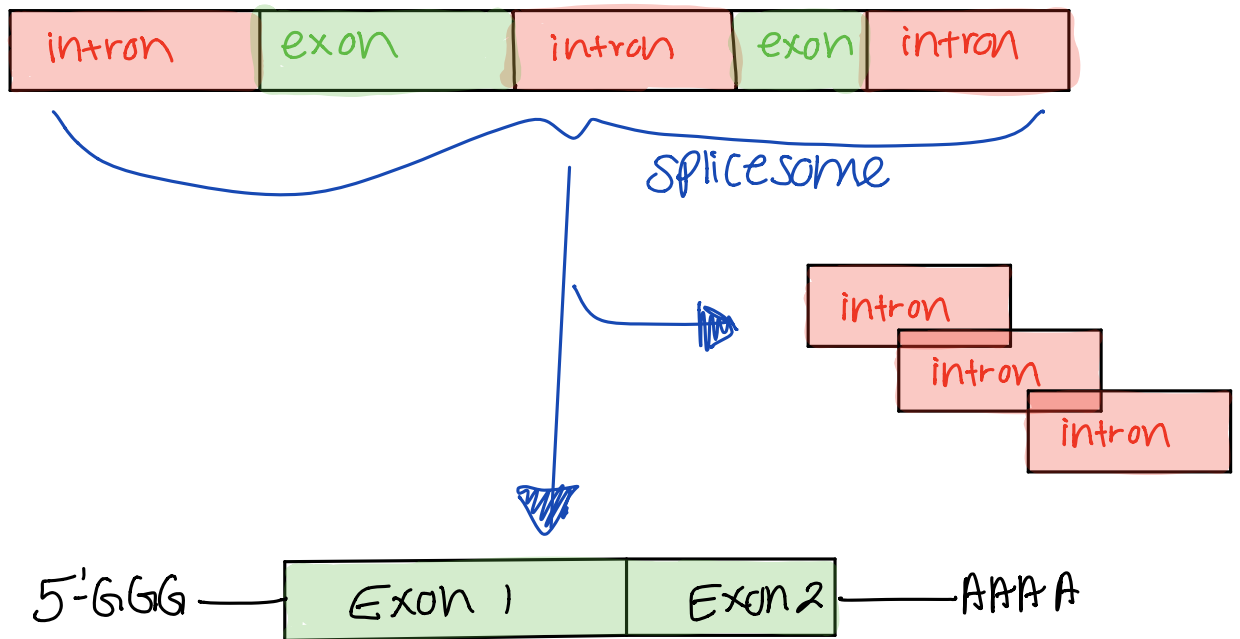 intron exon intron exon intron
splicesome
intron
intron
intron
5'-GGG Exon 1 Exon 2 AAAA